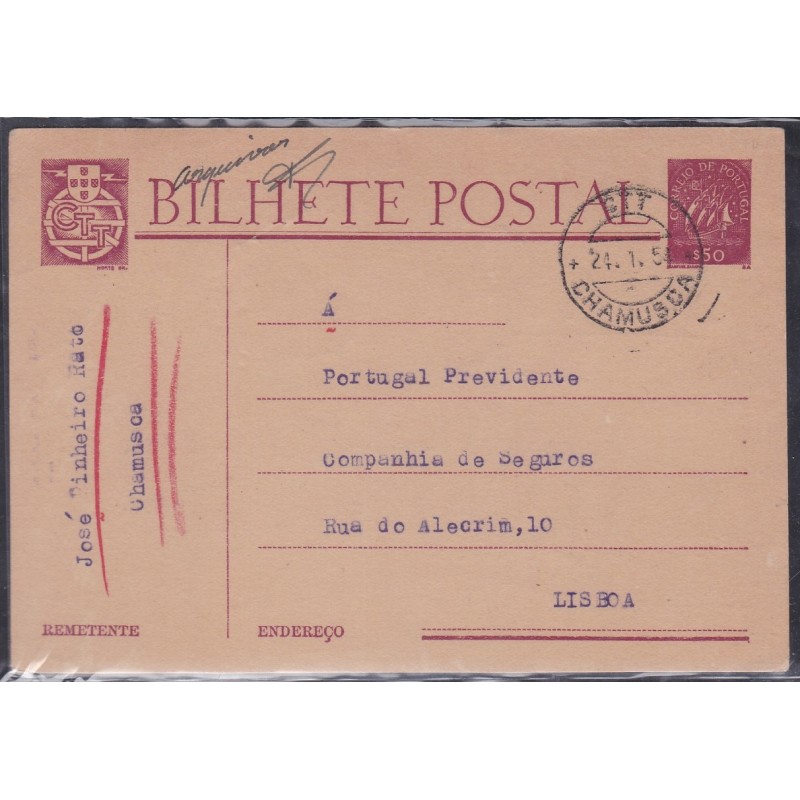 arquivar
CTT
BILHETE POSTAL
CORREIO DE PORTUGAL
$50
CTT
24. 1. 5
CHAMUSCA
José Pinheiro Rato
Chamusca
REMETENTE
Á
Portugal Previdente
Companhia de Seguros
Rua do Alecrim,10
LISBOA
ENDEREÇO